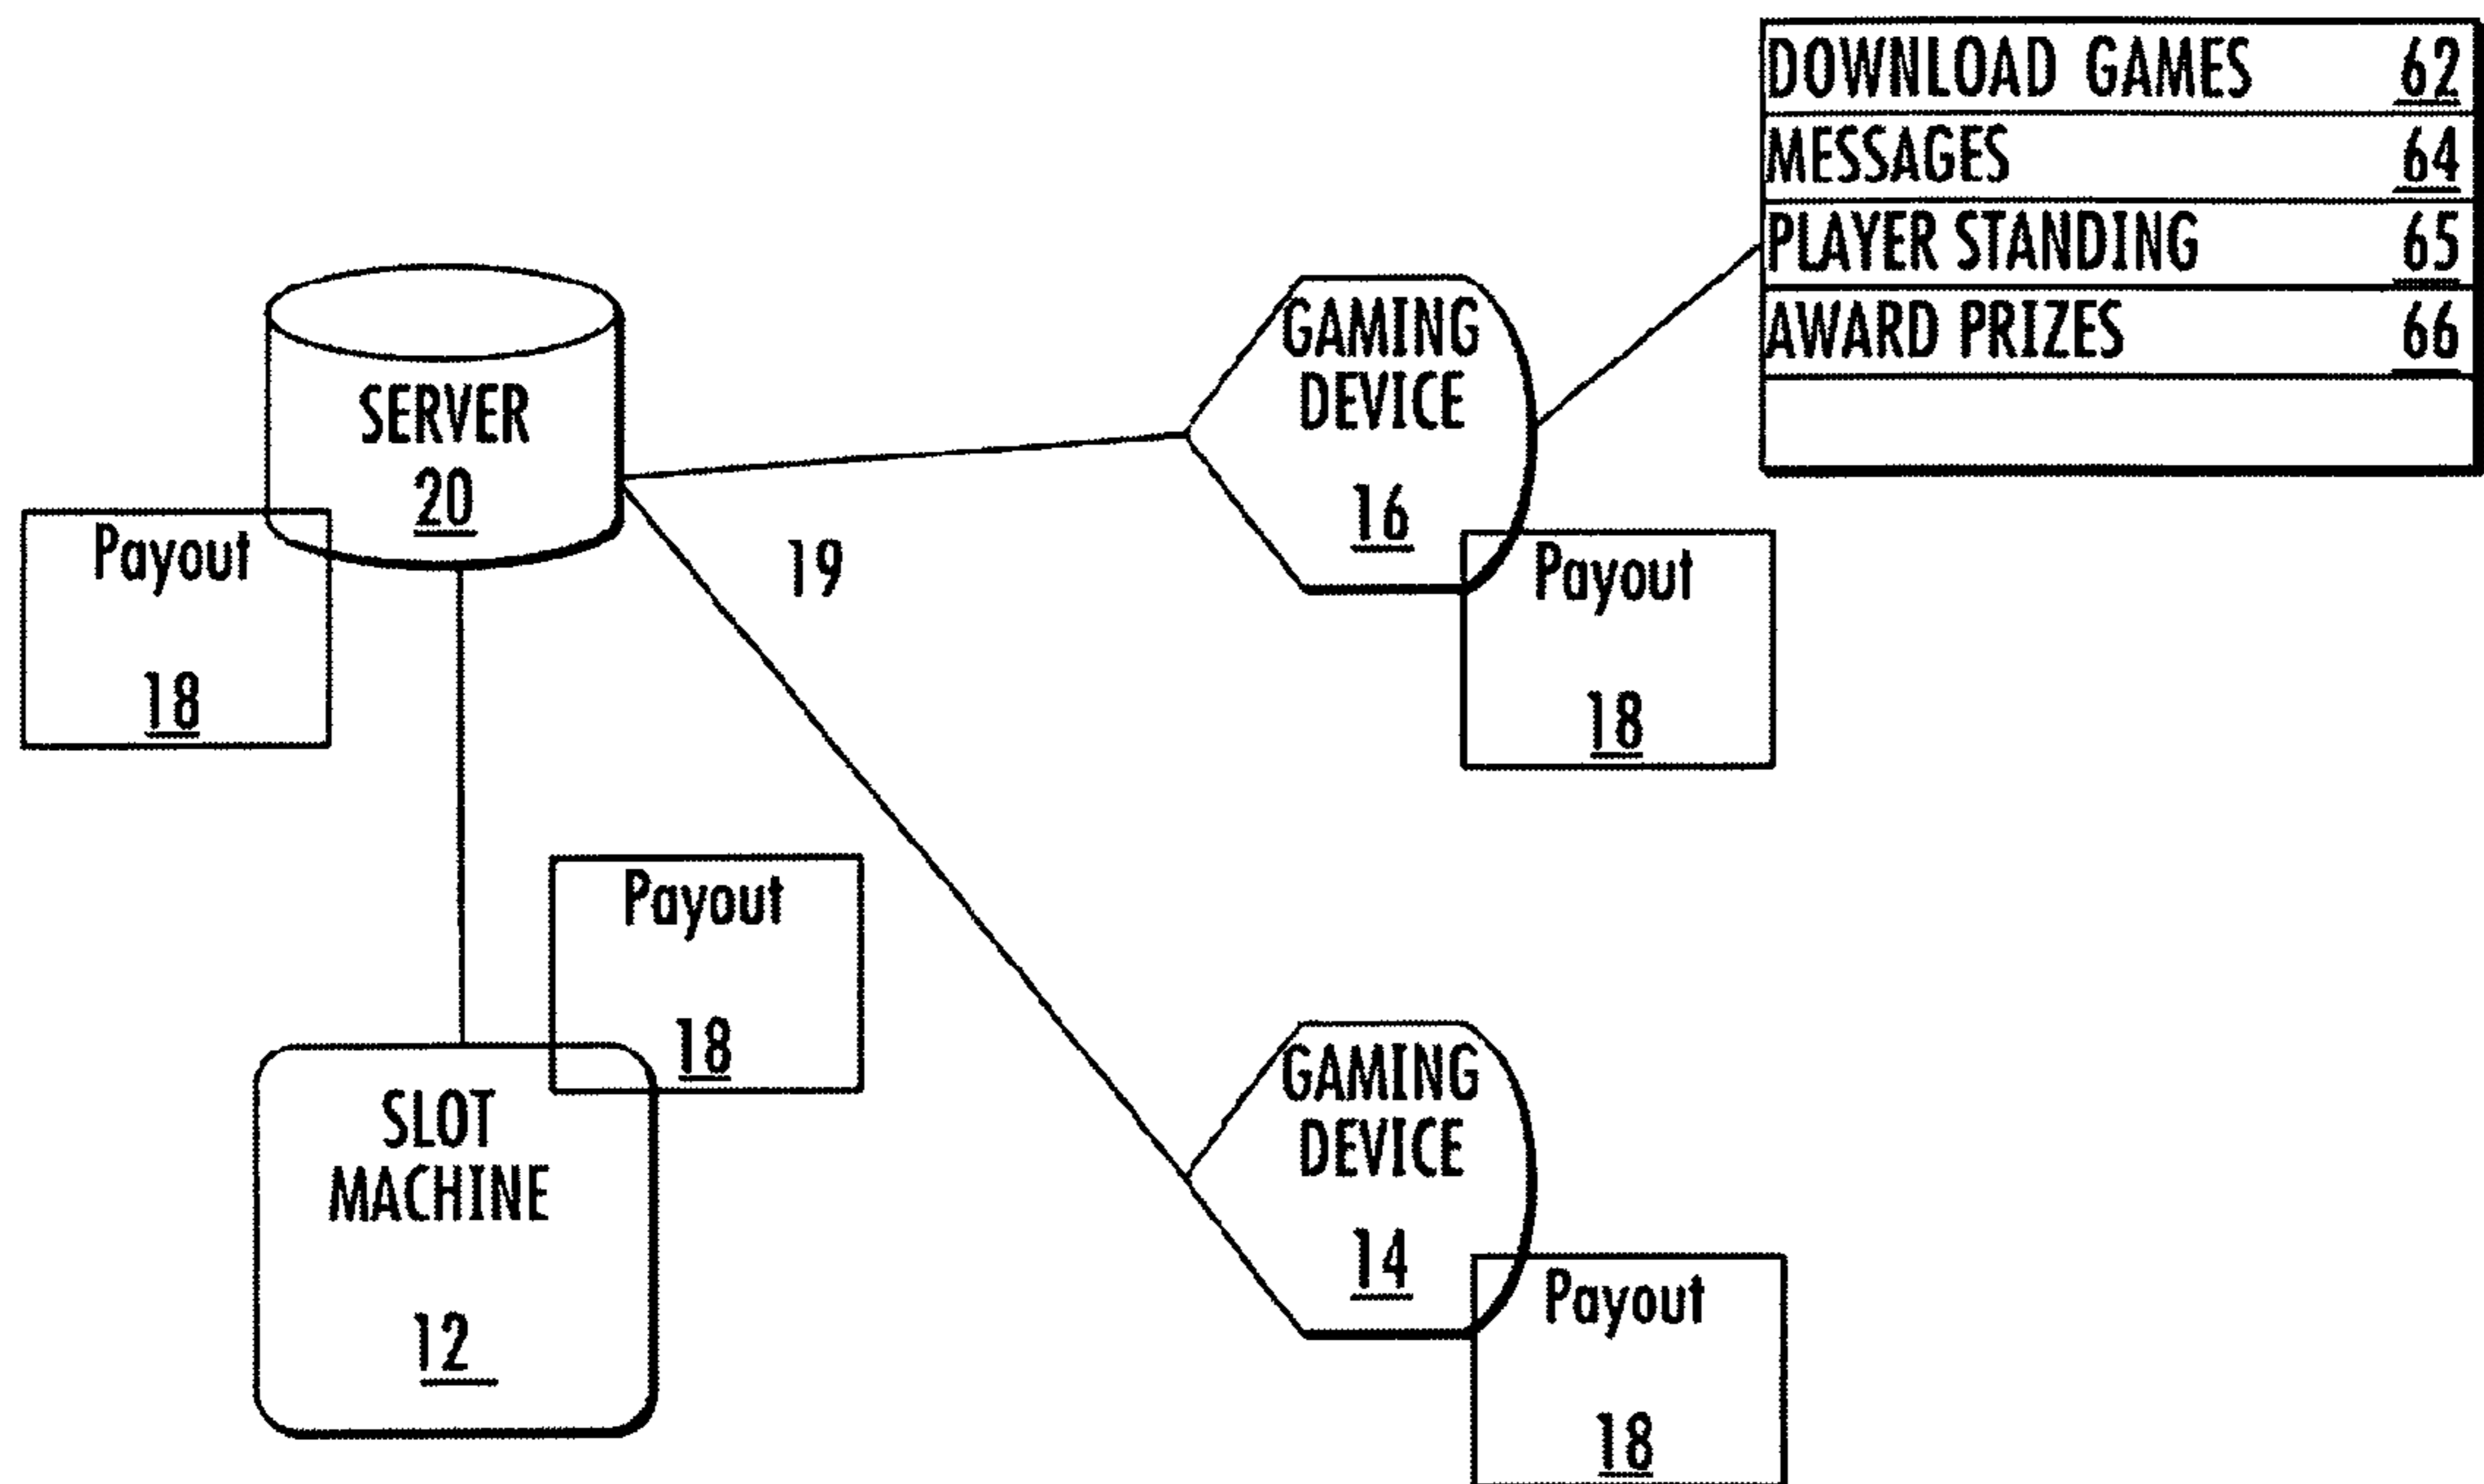 DOWNLOAD GAMES 62
MESSAGES 64
PLAYER STANDING 65
AWARD PRIZES 66
SERVER
20
Payout
18
19
GAMING
DEVICE
16
Payout
18
Payout
18
SLOT
MACHINE
12
GAMING
DEVICE
14
Payout
18